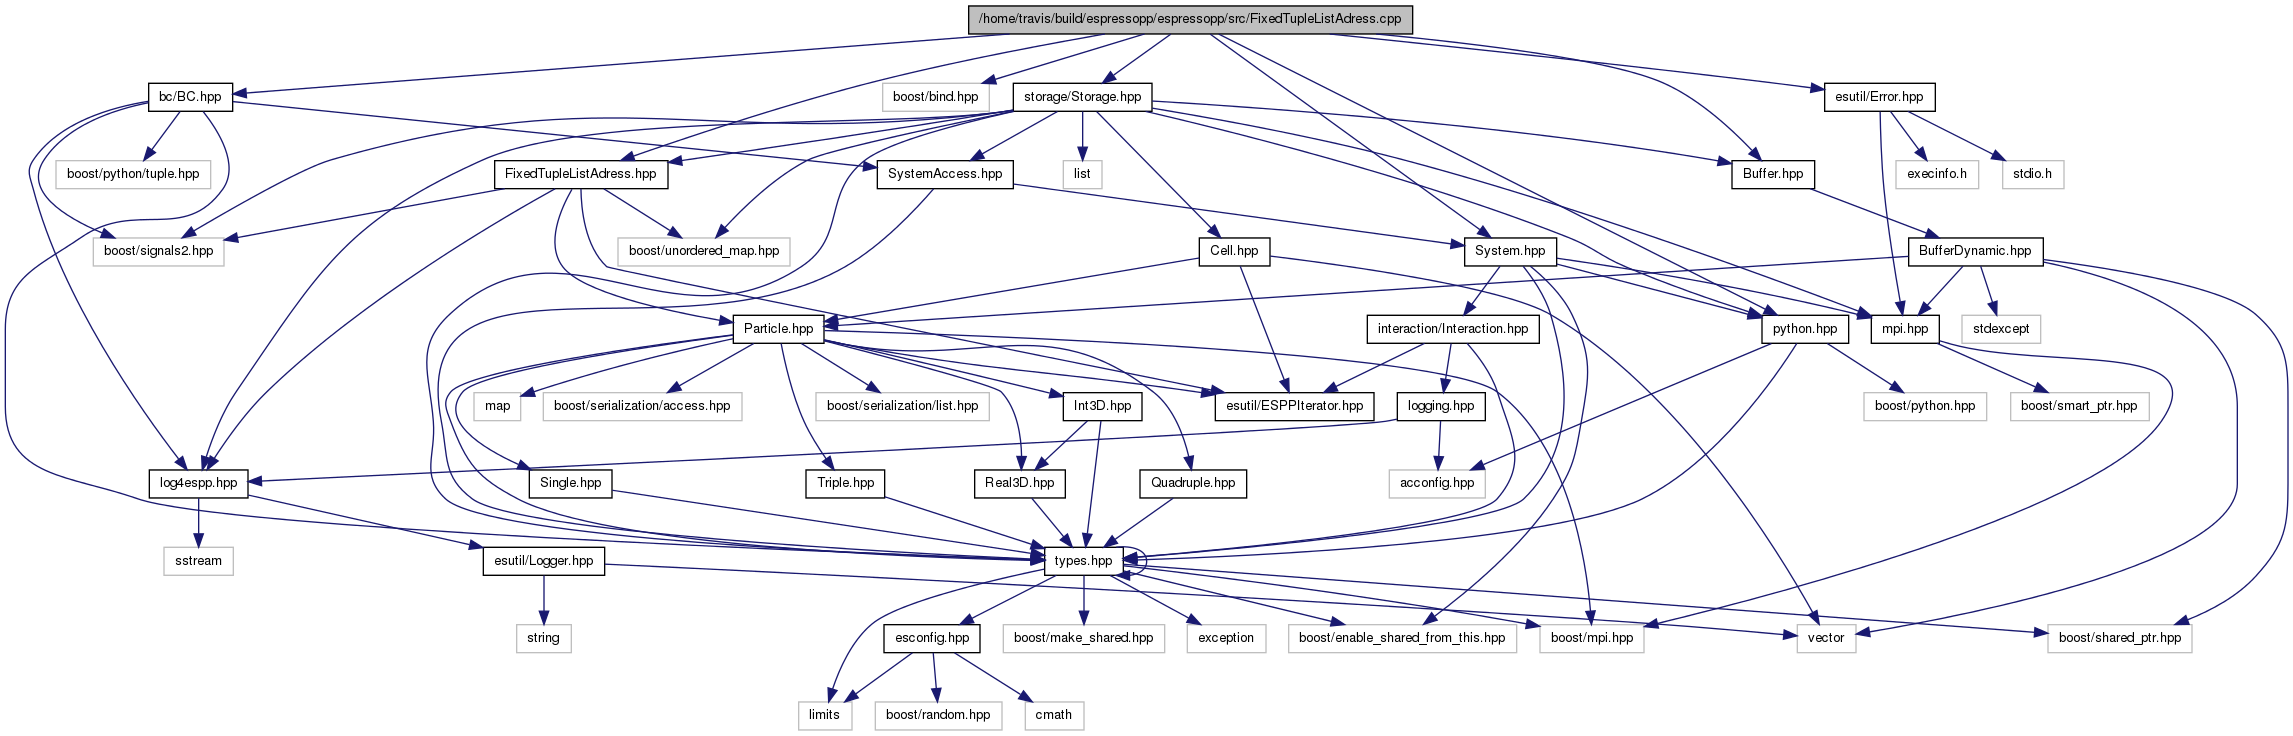 /home/travis/build/espressopp/espressopp/src/FixedTupleListAdress.cpp
bc/BC.hpp
boost/bind.hpp
storage/Storage.hpp
esutil/Error.hpp
boost/python/tuple.hpp
FixedTupleListAdress.hpp
SystemAccess.hpp
list
Buffer.hpp
execinfo.h
stdio.h
boost/signals2.hpp
boost/unordered_map.hpp
Cell.hpp
System.hpp
BufferDynamic.hpp
Particle.hpp
interaction/Interaction.hpp
python.hpp
mpi.hpp
stdexcept
map
boost/serialization/access.hpp
boost/serialization/list.hpp
Int3D.hpp
esutil/ESPPIterator.hpp
logging.hpp
boost/python.hpp
boost/smart_ptr.hpp
log4espp.hpp
Single.hpp
Triple.hpp
Real3D.hpp
Quadruple.hpp
acconfig.hpp
sstream
esutil/Logger.hpp
types.hpp
string
esconfig.hpp
boost/make_shared.hpp
exception
boost/enable_shared_from_this.hpp
boost/mpi.hpp
vector
boost/shared_ptr.hpp
limits
boost/random.hpp
cmath